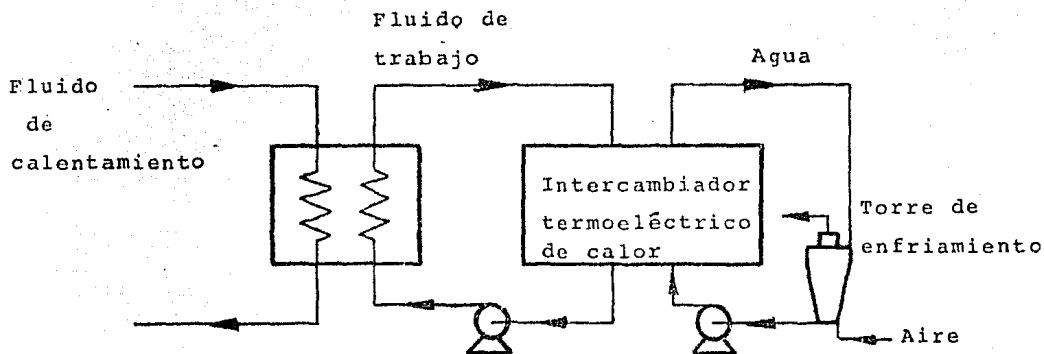 Fluido de
trabajo
Agua
Fluido
de
calentamiento
Intercambiador
termoeléctrico
de calor
Torre de
enfriamiento
Aire